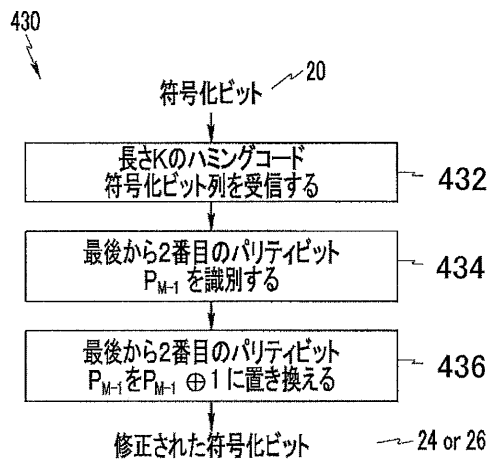 430
符号化ビット 20
長さKのハミングコード
符号化ビット列を受信する
432
最後から2番目のパリティビット
PM-1 を識別する
434
最後から2番目のパリティビット
PM-1をPM-1 ⊕ 1 に置き換える
436
修正された符号化ビット 24 or 26